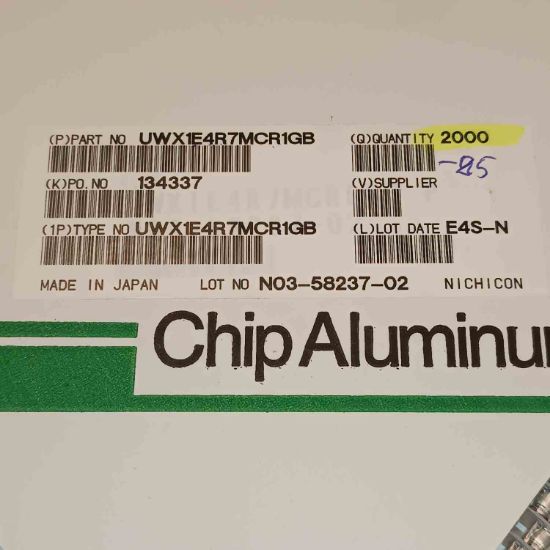 (P)PART NO UWX1E4R7MCR1GB (Q)QUANTITY 2000
(K)PO.NO 134337 (V)SUPPLIER
(1P)TYPE NO UWX1E4R7MCR1GB (L)LOT DATE E4S-N
MADE IN JAPAN LOT NO NO3-58237-02 NICHICON
Chip Aluminu